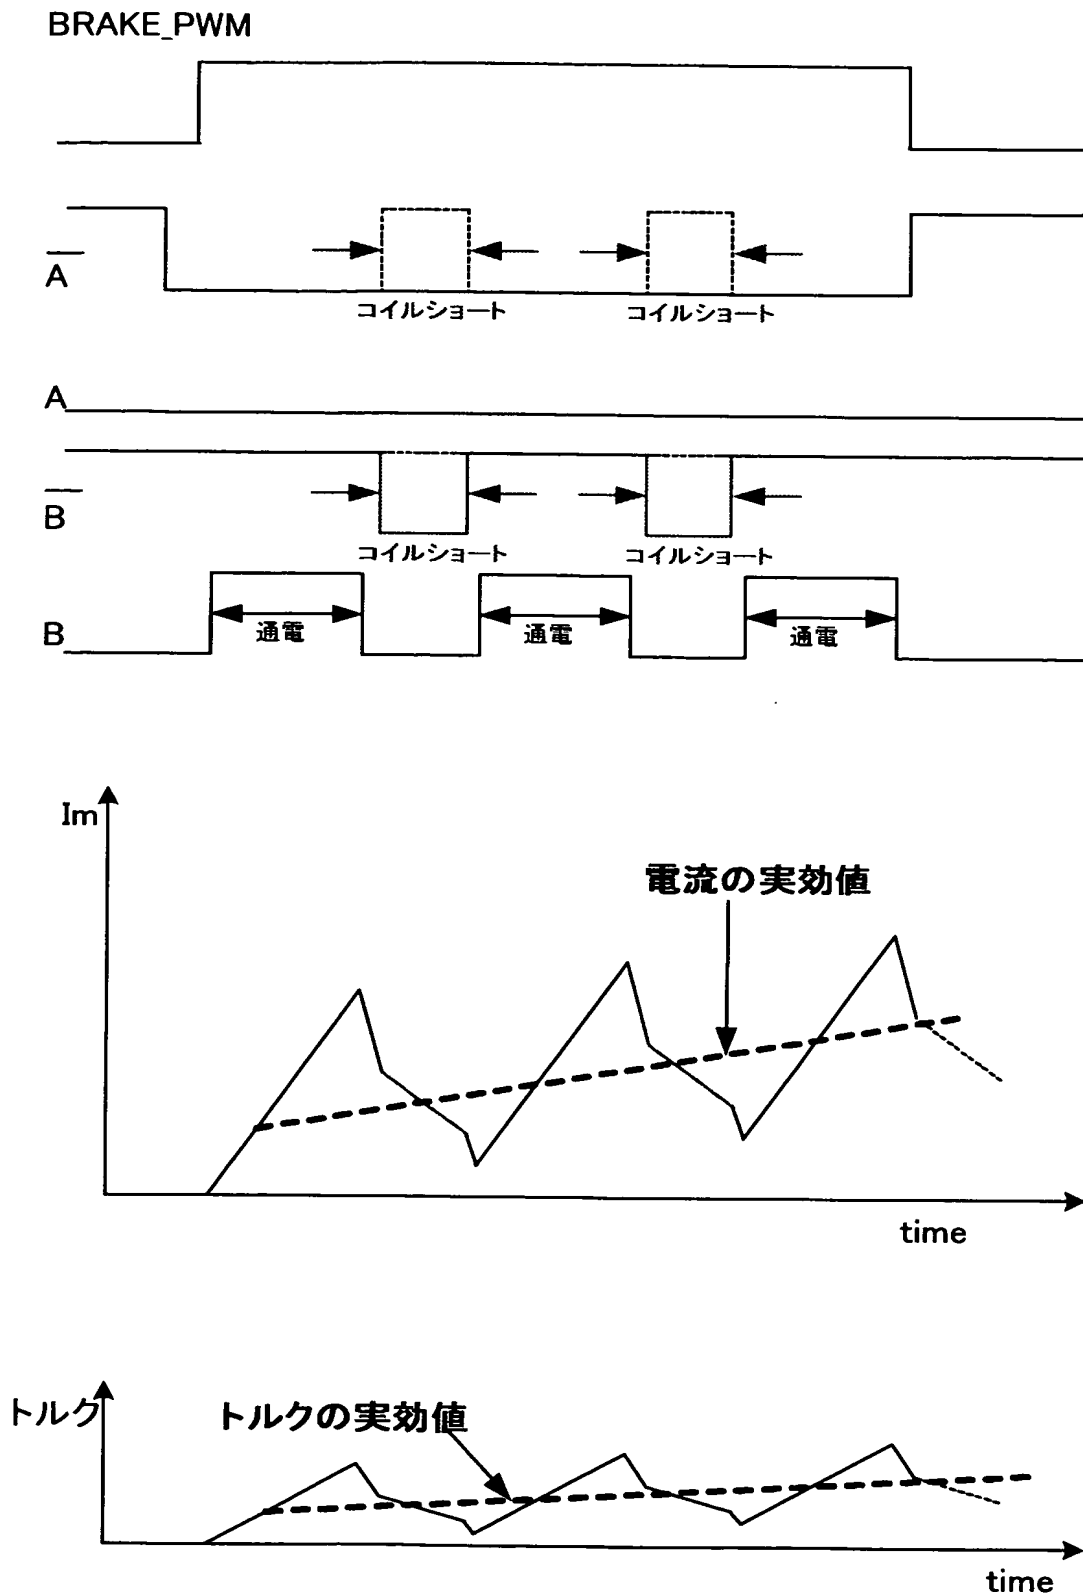 BRAKE_PWM
A̅
コイルショート コイルショート
A
B̅
コイルショート コイルショート
B
通電 通電 通電
Im
電流の実効値
time
トルク
トルクの実効値
time